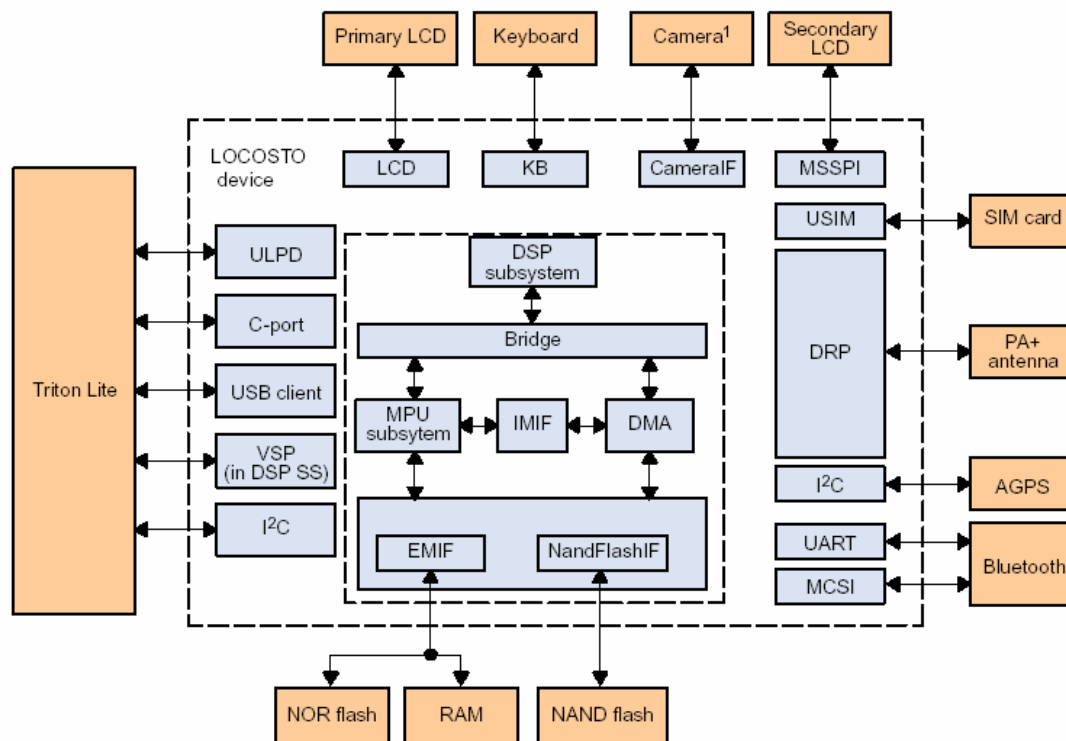 Primary LCD
Keyboard
Camera¹
Secondary
LCD
LOCOSTO
device
LCD
KB
CameraIF
MSSPI
USIM
SIM card
ULPD
DSP
subsystem
C-port
Bridge
DRP
PA+
antenna
Triton Lite
USB client
MPU
subsytem
IMIF
DMA
VSP
(in DSP SS)
I²C
AGPS
I²C
EMIF
NandFlashIF
UART
Bluetooth
MCSI
NOR flash
RAM
NAND flash